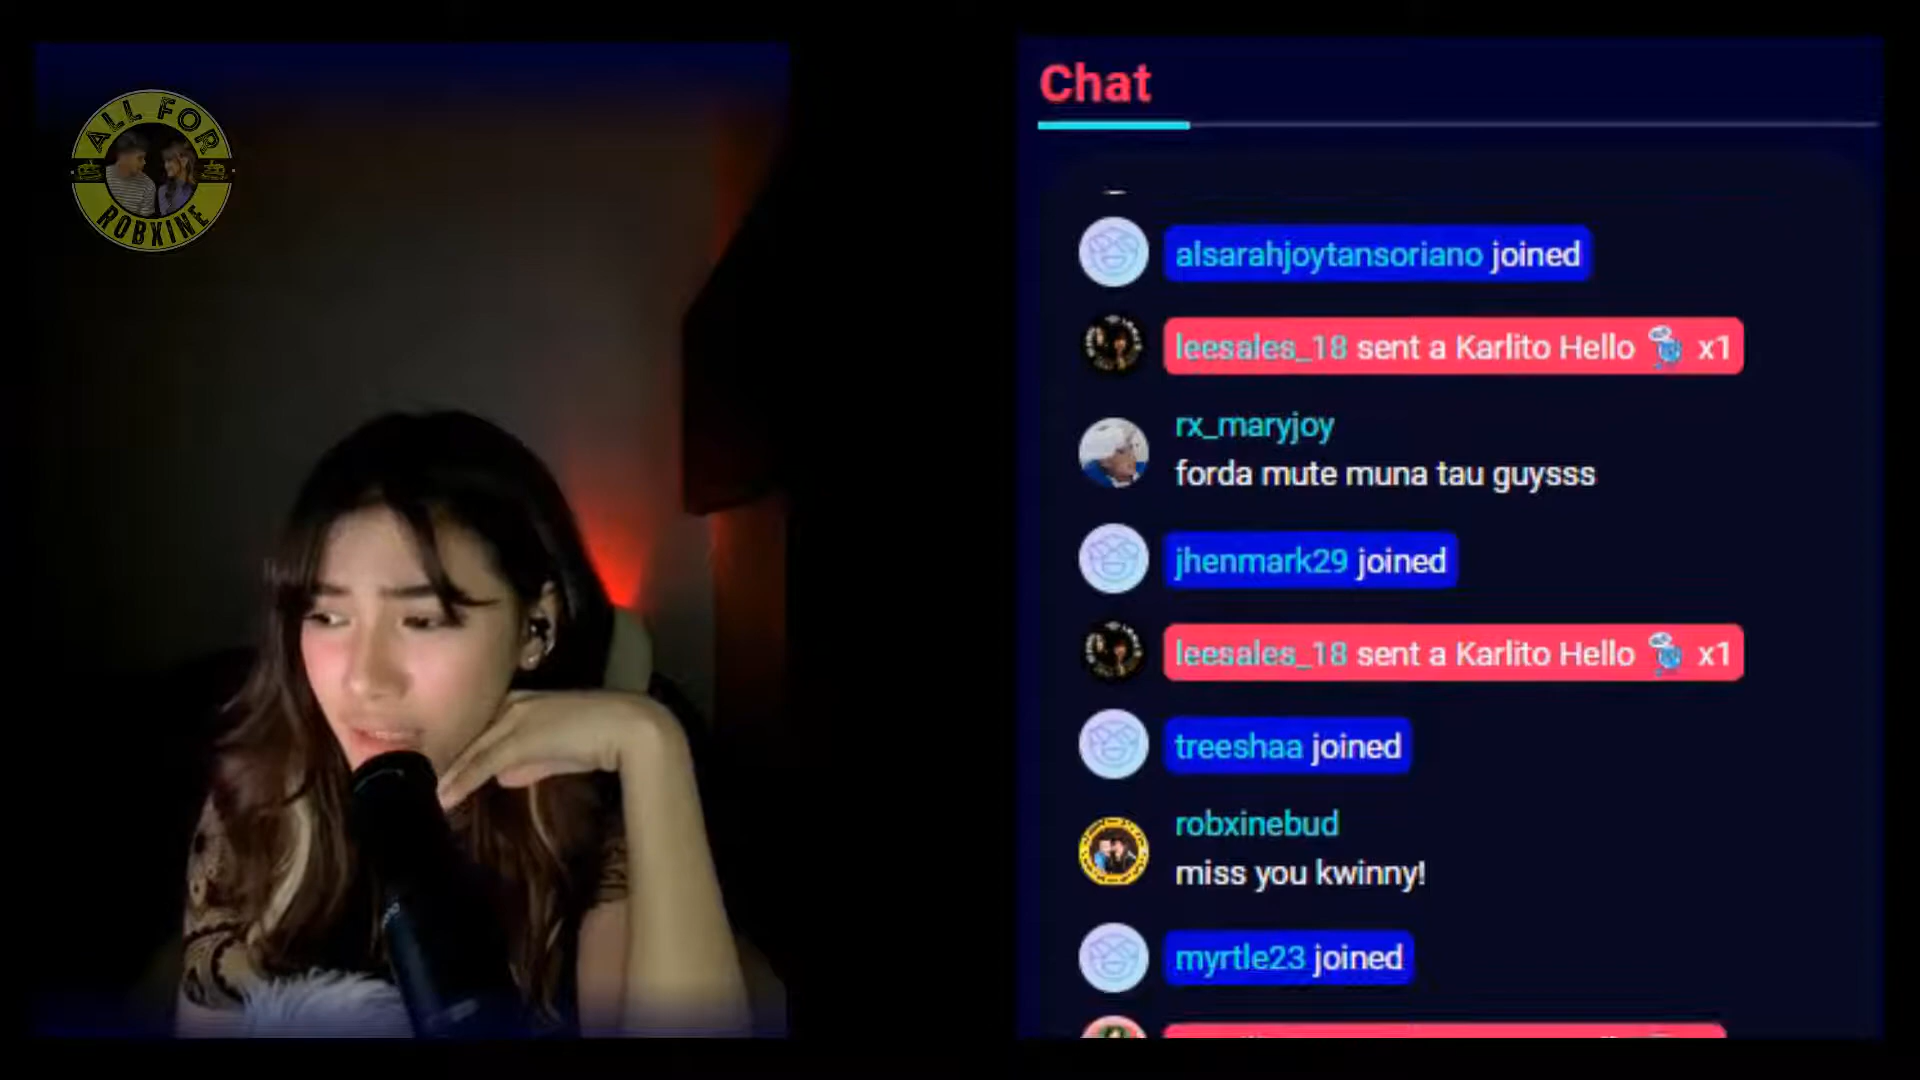 ALL FOR
ROBXINE
Chat
alsarahjoytansoriano joined
leesales_18 sent a Karlito Hello x1
rx_maryjoy
forda mute muna tau guysss
jhenmark29 joined
leesales_18 sent a Karlito Hello x1
treeshaa joined
robxinebud
miss you kwinny!
myrtle23 joined